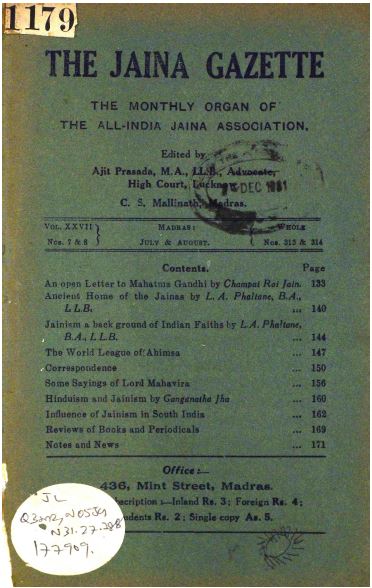 1179
THE JAINA GAZETTE
THE MONTHLY ORGAN OF
THE ALL-INDIA JAINA ASSOCIATION.
Edited by
Ajit Prasada, M.A., LL.B., Advocate,
High Court, Lucknow
C. S. Mallinath, Madras.
VOL. XXVII } MADRAS: { WHOLE
Nos. 7 & 8 JULY & AUGUST. Nos. 313 & 314
DEC 1931
Contents. Page
An open Letter to Mahatma Gandhi by Champat Rai Jain. 133
Ancient Home of the Jainas by L. A. Phaltane, B.A.,
L.L.B. ... 140
Jainism a back ground of Indian Faiths by L.A. Phaltane,
B.A., L.L.B. ... 144
The World League of Ahimsa ... 147
Correspondence ... 150
Some Sayings of Lord Mahavira ... 156
Hinduism and Jainism by Ganganatha Jha ... 160
Influence of Jainism in South India ... 162
Reviews of Books and Periodicals ... 169
Notes and News ... 171
Office:—
436, Mint Street, Madras.
scription :—Inland Rs. 3; Foreign Rs. 4;
dents Rs. 2; Single copy As. 5.
JL
N31.27.7&8
177909.